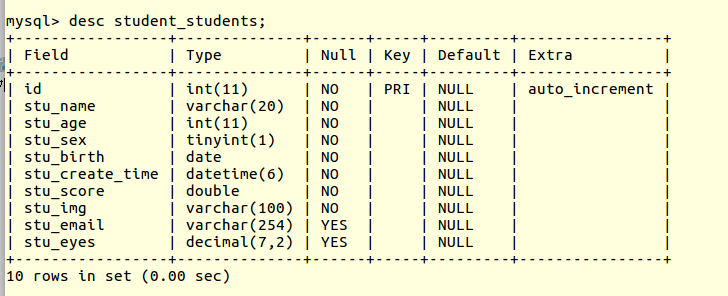 mysql> desc student_students;
+-----------------+--------------+------+-----+---------+----------------+
| Field           | Type         | Null | Key | Default | Extra          |
+-----------------+--------------+------+-----+---------+----------------+
| id              | int(11)      | NO   | PRI | NULL    | auto_increment |
| stu_name        | varchar(20)  | NO   |     | NULL    |                |
| stu_age         | int(11)      | NO   |     | NULL    |                |
| stu_sex         | tinyint(1)   | NO   |     | NULL    |                |
| stu_birth       | date         | NO   |     | NULL    |                |
| stu_create_time | datetime(6)  | NO   |     | NULL    |                |
| stu_score       | double       | NO   |     | NULL    |                |
| stu_img         | varchar(100) | NO   |     | NULL    |                |
| stu_email       | varchar(254) | YES  |     | NULL    |                |
| stu_eyes        | decimal(7,2) | YES  |     | NULL    |                |
+-----------------+--------------+------+-----+---------+----------------+
10 rows in set (0.00 sec)